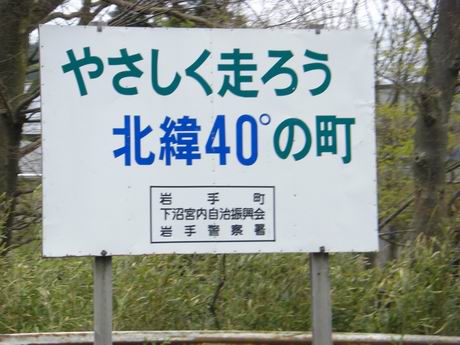 やさしく走ろう
北緯40°の町
岩手町
下沼宮内自治振興会
岩手警察署